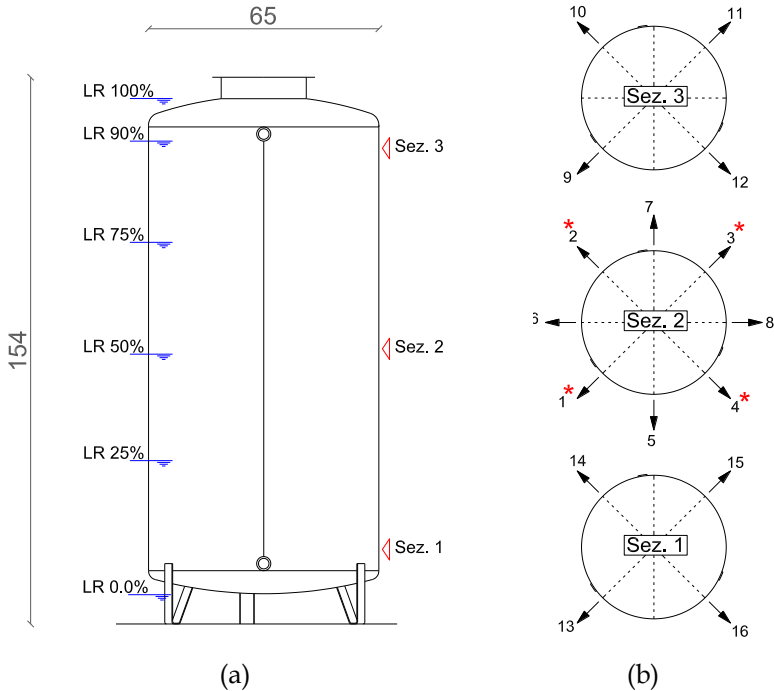 65
154
LR 100%
LR 90%
LR 75%
LR 50%
LR 25%
LR 0.0%
Sez. 3
Sez. 2
Sez. 1
(a)
10 11
Sez. 3
9 12
7
* 2 3 *
6 Sez. 2 8
1 * 4 *
5
14 15
Sez. 1
13 16
(b)